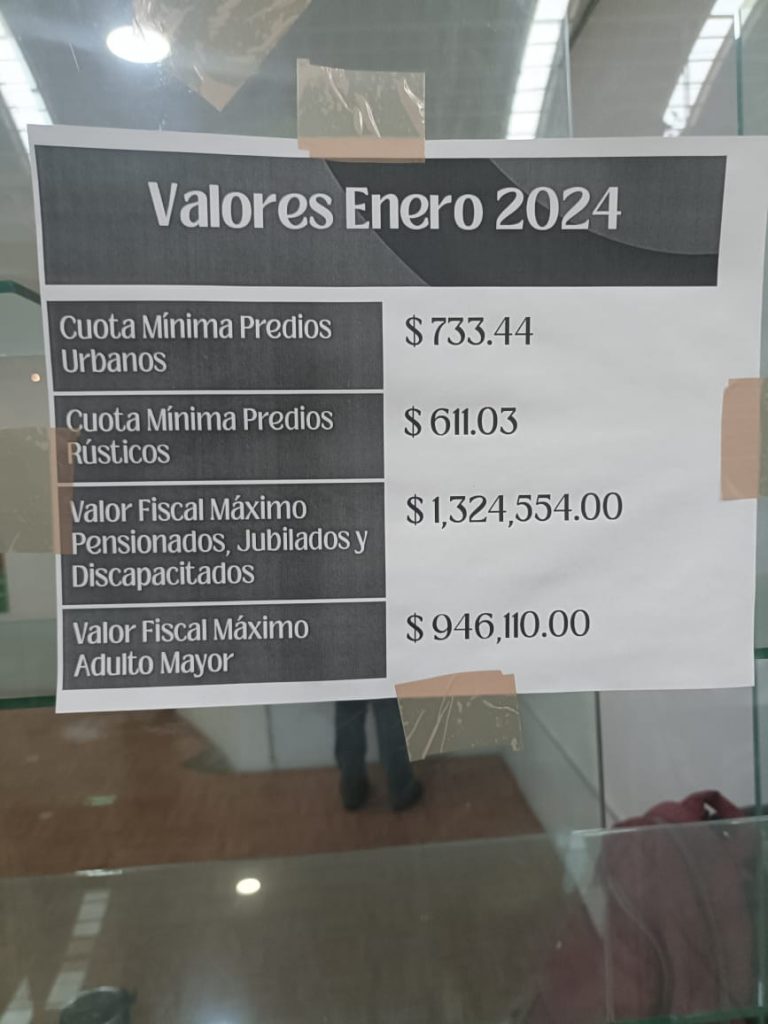 Valores Enero 2024
Cuota Mínima Predios
Urbanos
$ 733.44
Cuota Mínima Predios
Rústicos
$ 611.03
Valor Fiscal Máximo
Pensionados, Jubilados y
Discapacitados
$ 1,324,554.00
Valor Fiscal Máximo
Adulto Mayor
$ 946,110.00